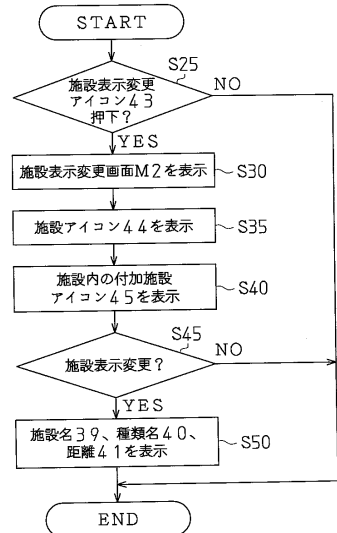 START
S25
施設表示変更
アイコン43
押下？
NO
YES
施設表示変更画面M2を表示
S30
施設アイコン44を表示
S35
施設内の付加施設
アイコン45を表示
S40
S45
施設表示変更？
NO
YES
施設名39、種類名40、
距離41を表示
S50
END